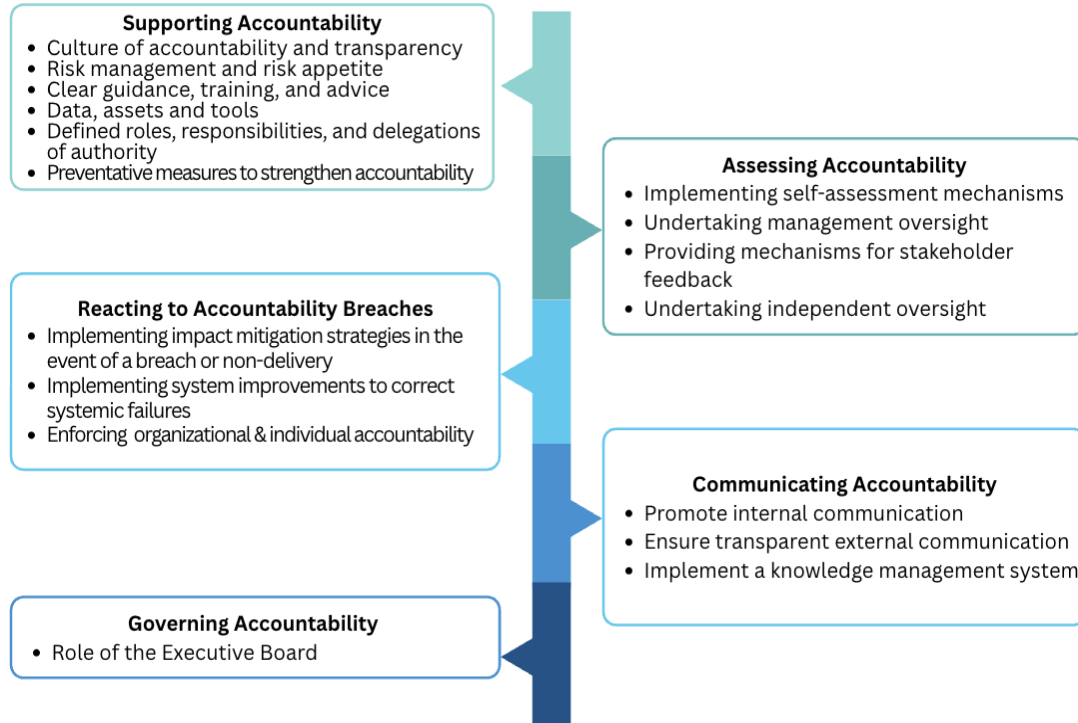 Supporting Accountability
• Culture of accountability and transparency
• Risk management and risk appetite
• Clear guidance, training, and advice
• Data, assets and tools
• Defined roles, responsibilities, and delegations
of authority
• Preventative measures to strengthen accountability
Assessing Accountability
• Implementing self-assessment mechanisms
• Undertaking management oversight
• Providing mechanisms for stakeholder
feedback
• Undertaking independent oversight
Reacting to Accountability Breaches
• Implementing impact mitigation strategies in the
event of a breach or non-delivery
• Implementing system improvements to correct
systemic failures
• Enforcing organizational & individual accountability
Communicating Accountability
• Promote internal communication
• Ensure transparent external communication
• Implement a knowledge management system
Governing Accountability
• Role of the Executive Board